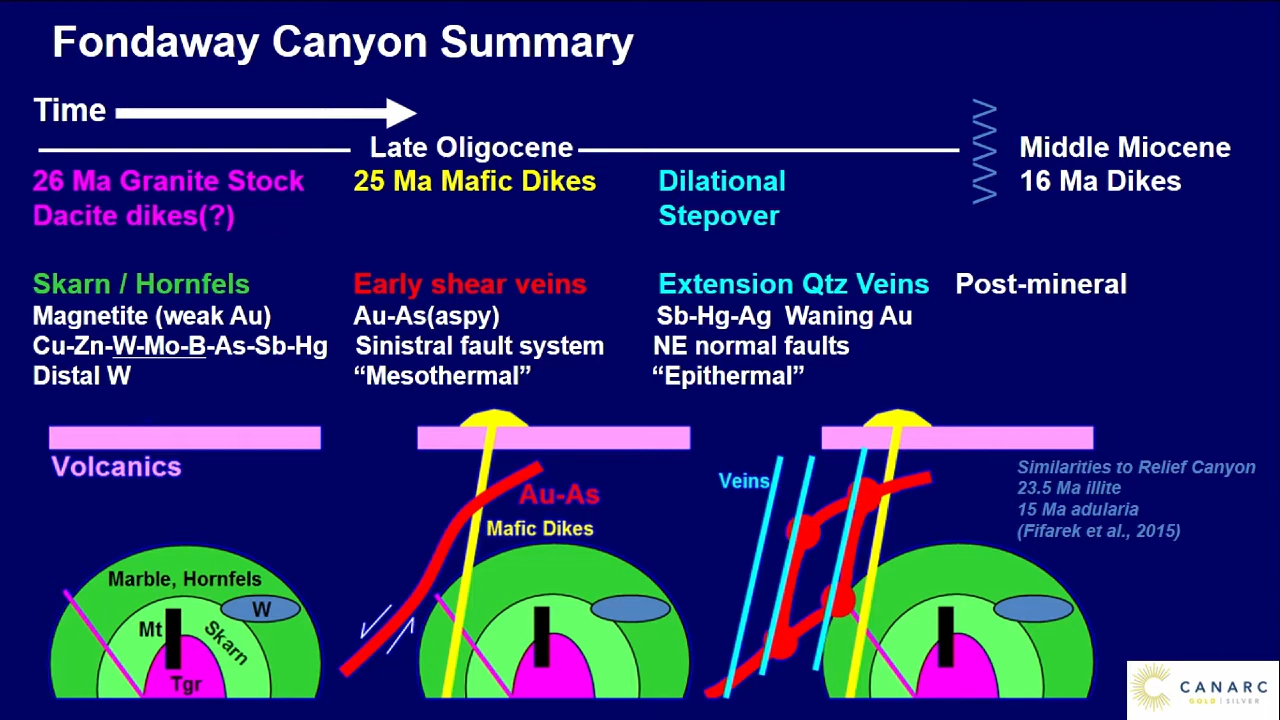 Fondaway Canyon Summary
Time
Late Oligocene
Middle Miocene
26 Ma Granite Stock
Dacite dikes(?)
25 Ma Mafic Dikes
Dilational
Stepover
16 Ma Dikes
Skarn / Hornfels
Magnetite (weak Au)
Cu-Zn-W-Mo-B-As-Sb-Hg
Distal W
Early shear veins
Au-As(aspy)
Sinistral fault system
“Mesothermal”
Extension Qtz Veins
Sb-Hg-Ag Waning Au
NE normal faults
“Epithermal”
Post-mineral
Volcanics
Marble, Hornfels
W
Mt
Skarn
Tgr
Au-As
Mafic Dikes
Veins
Similarities to Relief Canyon
23.5 Ma illite
15 Ma adularia
(Fifarek et al., 2015)
CANARC
GOLD | SILVER